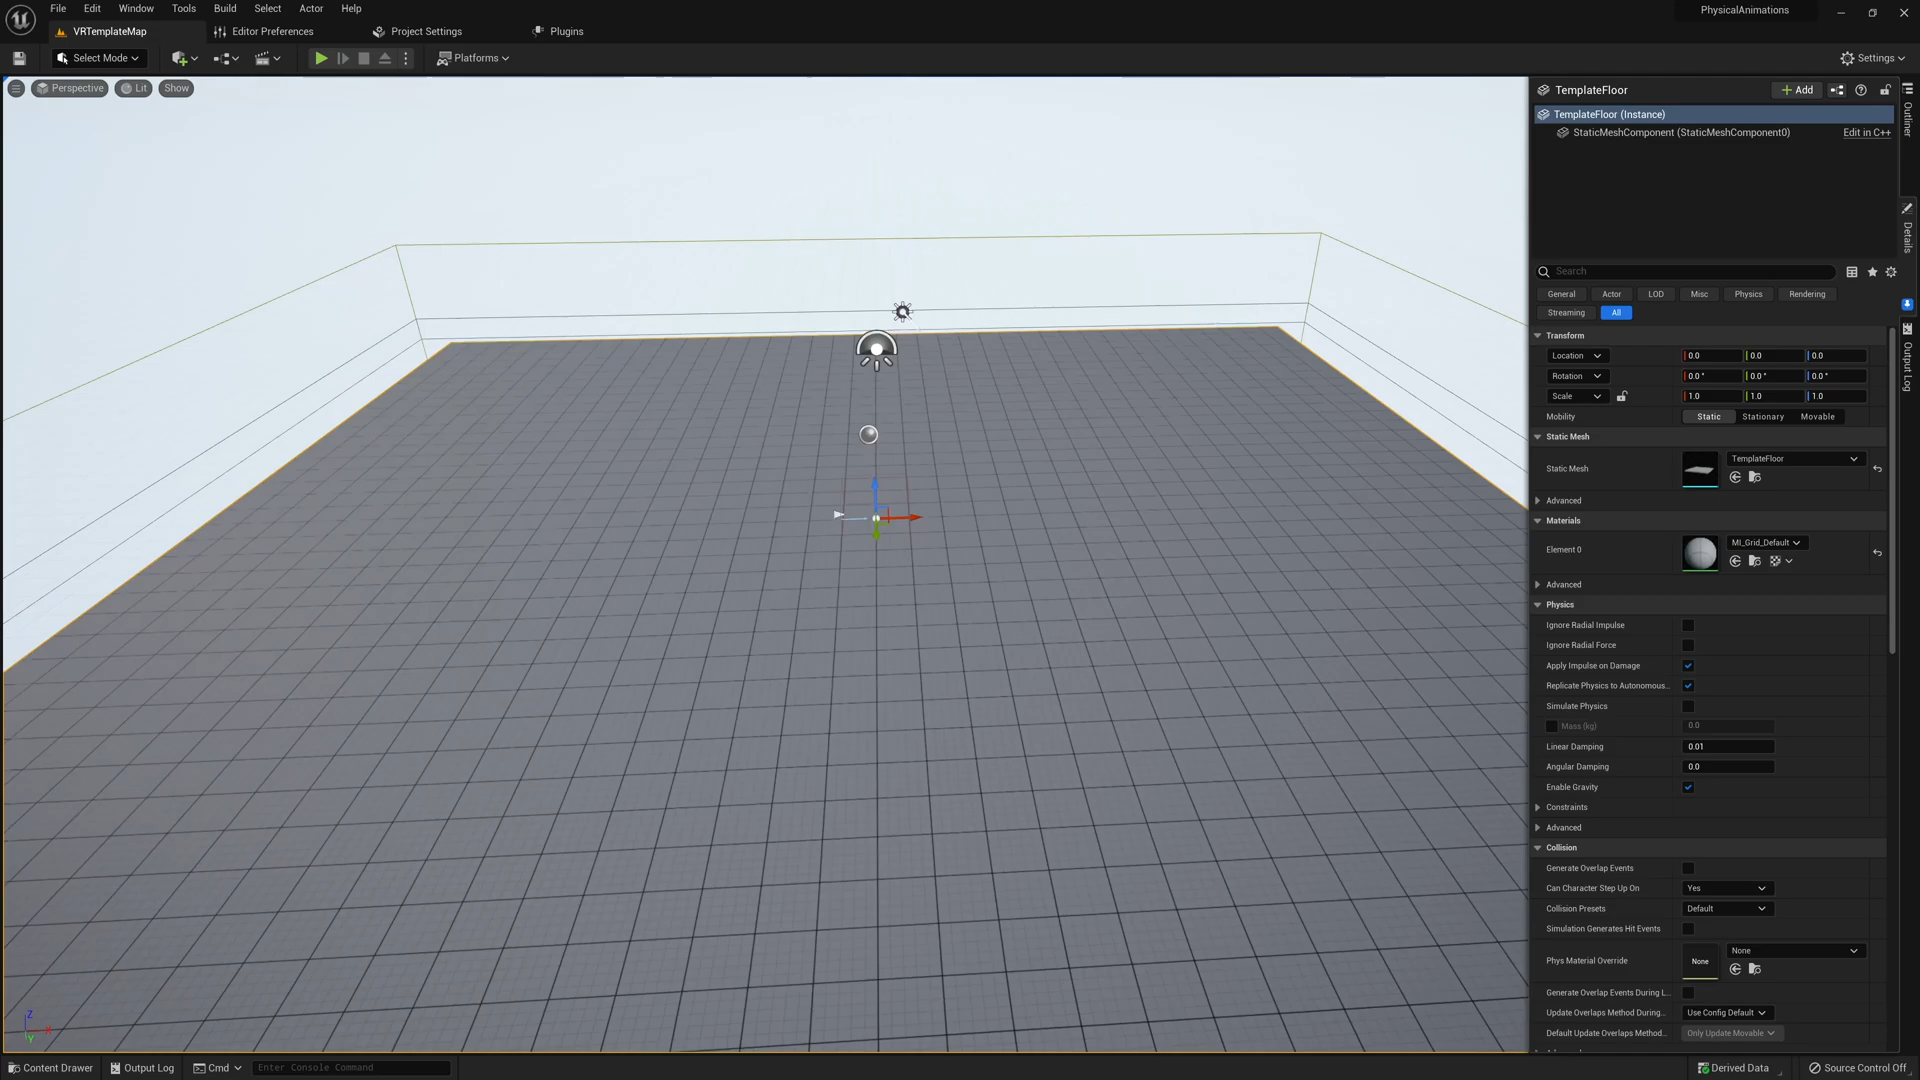 File Edit Window Tools Build Select Actor Help
PhysicalAnimations
VRTemplateMap
Editor Preferences
Project Settings
Plugins
Select Mode
Platforms
Settings
Perspective
Lit
Show
TemplateFloor
+ Add
TemplateFloor (Instance)
StaticMeshComponent (StaticMeshComponent0)
Edit in C++
Outliner
Details
Output Log
Search
General Actor LOD Misc Physics Rendering
Streaming All
Transform
Location 0.0 0.0 0.0
Rotation 0.0 ° 0.0 ° 0.0 °
Scale 1.0 1.0 1.0
Mobility Static Stationary Movable
Static Mesh
Static Mesh TemplateFloor
Advanced
Materials
Element 0 MI_Grid_Default
Advanced
Physics
Ignore Radial Impulse
Ignore Radial Force
Apply Impulse on Damage
Replicate Physics to Autonomous...
Simulate Physics
Mass (kg) 0.0
Linear Damping 0.01
Angular Damping 0.0
Enable Gravity
Constraints
Advanced
Collision
Generate Overlap Events
Can Character Step Up On Yes
Collision Presets Default
Simulation Generates Hit Events
Phys Material Override None None
Generate Overlap Events During L...
Update Overlaps Method During... Use Config Default
Default Update Overlaps Method... Only Update Movable
Z
X
Y
Content Drawer
Output Log
Cmd
Enter Console Command
Derived Data
Source Control Off